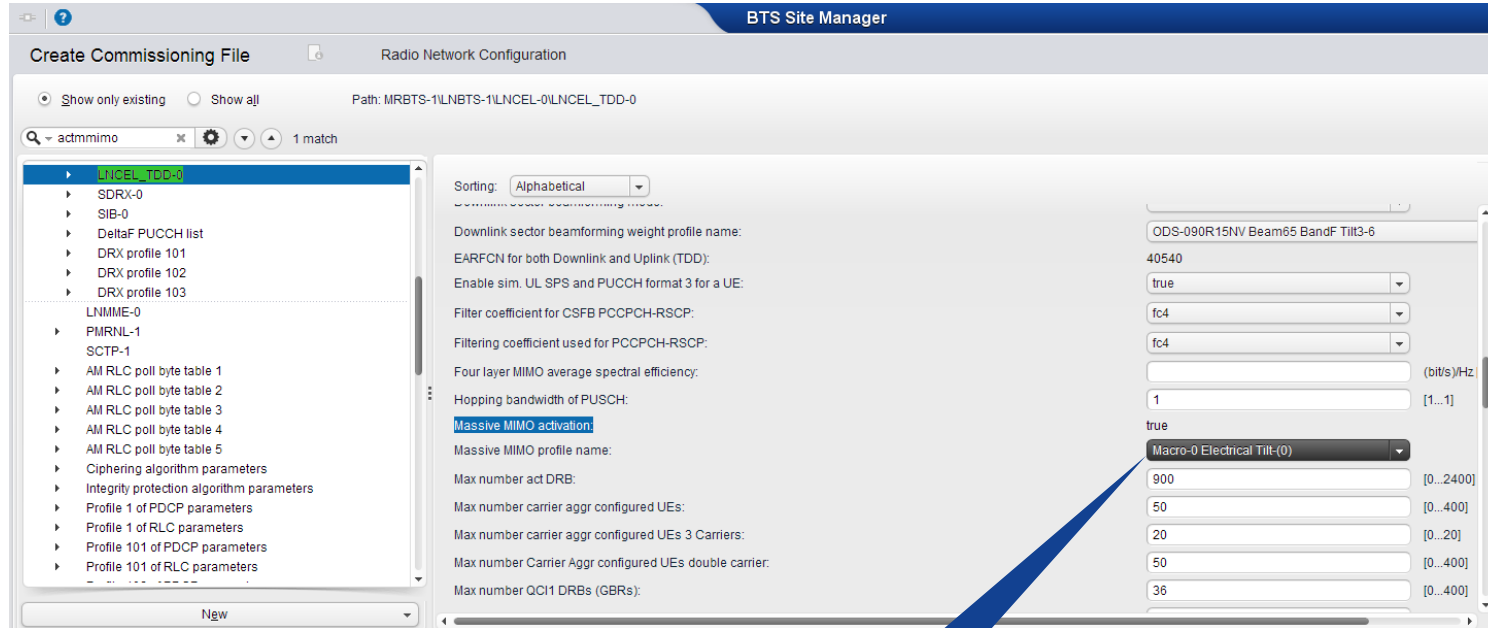 BTS Site Manager
Create Commissioning File Radio Network Configuration
Show only existing Show all Path: MRBTS-1\LNBTS-1\LNCEL-0\LNCEL_TDD-0
actmmimo 1 match
LNCEL_TDD-0
SDRX-0
SIB-0
DeltaF PUCCH list
DRX profile 101
DRX profile 102
DRX profile 103
LNMME-0
PMRNL-1
SCTP-1
AM RLC poll byte table 1
AM RLC poll byte table 2
AM RLC poll byte table 3
AM RLC poll byte table 4
AM RLC poll byte table 5
Ciphering algorithm parameters
Integrity protection algorithm parameters
Profile 1 of PDCP parameters
Profile 1 of RLC parameters
Profile 101 of PDCP parameters
Profile 101 of RLC parameters
New
Sorting: Alphabetical
Downlink sector beamforming mode:
Downlink sector beamforming weight profile name: ODS-090R15NV Beam65 BandF Tilt3-6
EARFCN for both Downlink and Uplink (TDD): 40540
Enable sim. UL SPS and PUCCH format 3 for a UE: true
Filter coefficient for CSFB PCCPCH-RSCP: fc4
Filtering coefficient used for PCCPCH-RSCP: fc4
Four layer MIMO average spectral efficiency: (bit/s)/Hz
Hopping bandwidth of PUSCH: 1 [1...1]
Massive MIMO activation: true
Massive MIMO profile name: Macro-0 Electrical Tilt-(0)
Max number act DRB: 900 [0...2400]
Max number carrier aggr configured UEs: 50 [0...400]
Max number carrier aggr configured UEs 3 Carriers: 20 [0...20]
Max number Carrier Aggr configured UEs double carrier: 50 [0...400]
Max number QCI1 DRBs (GBRs): 36 [0...400]